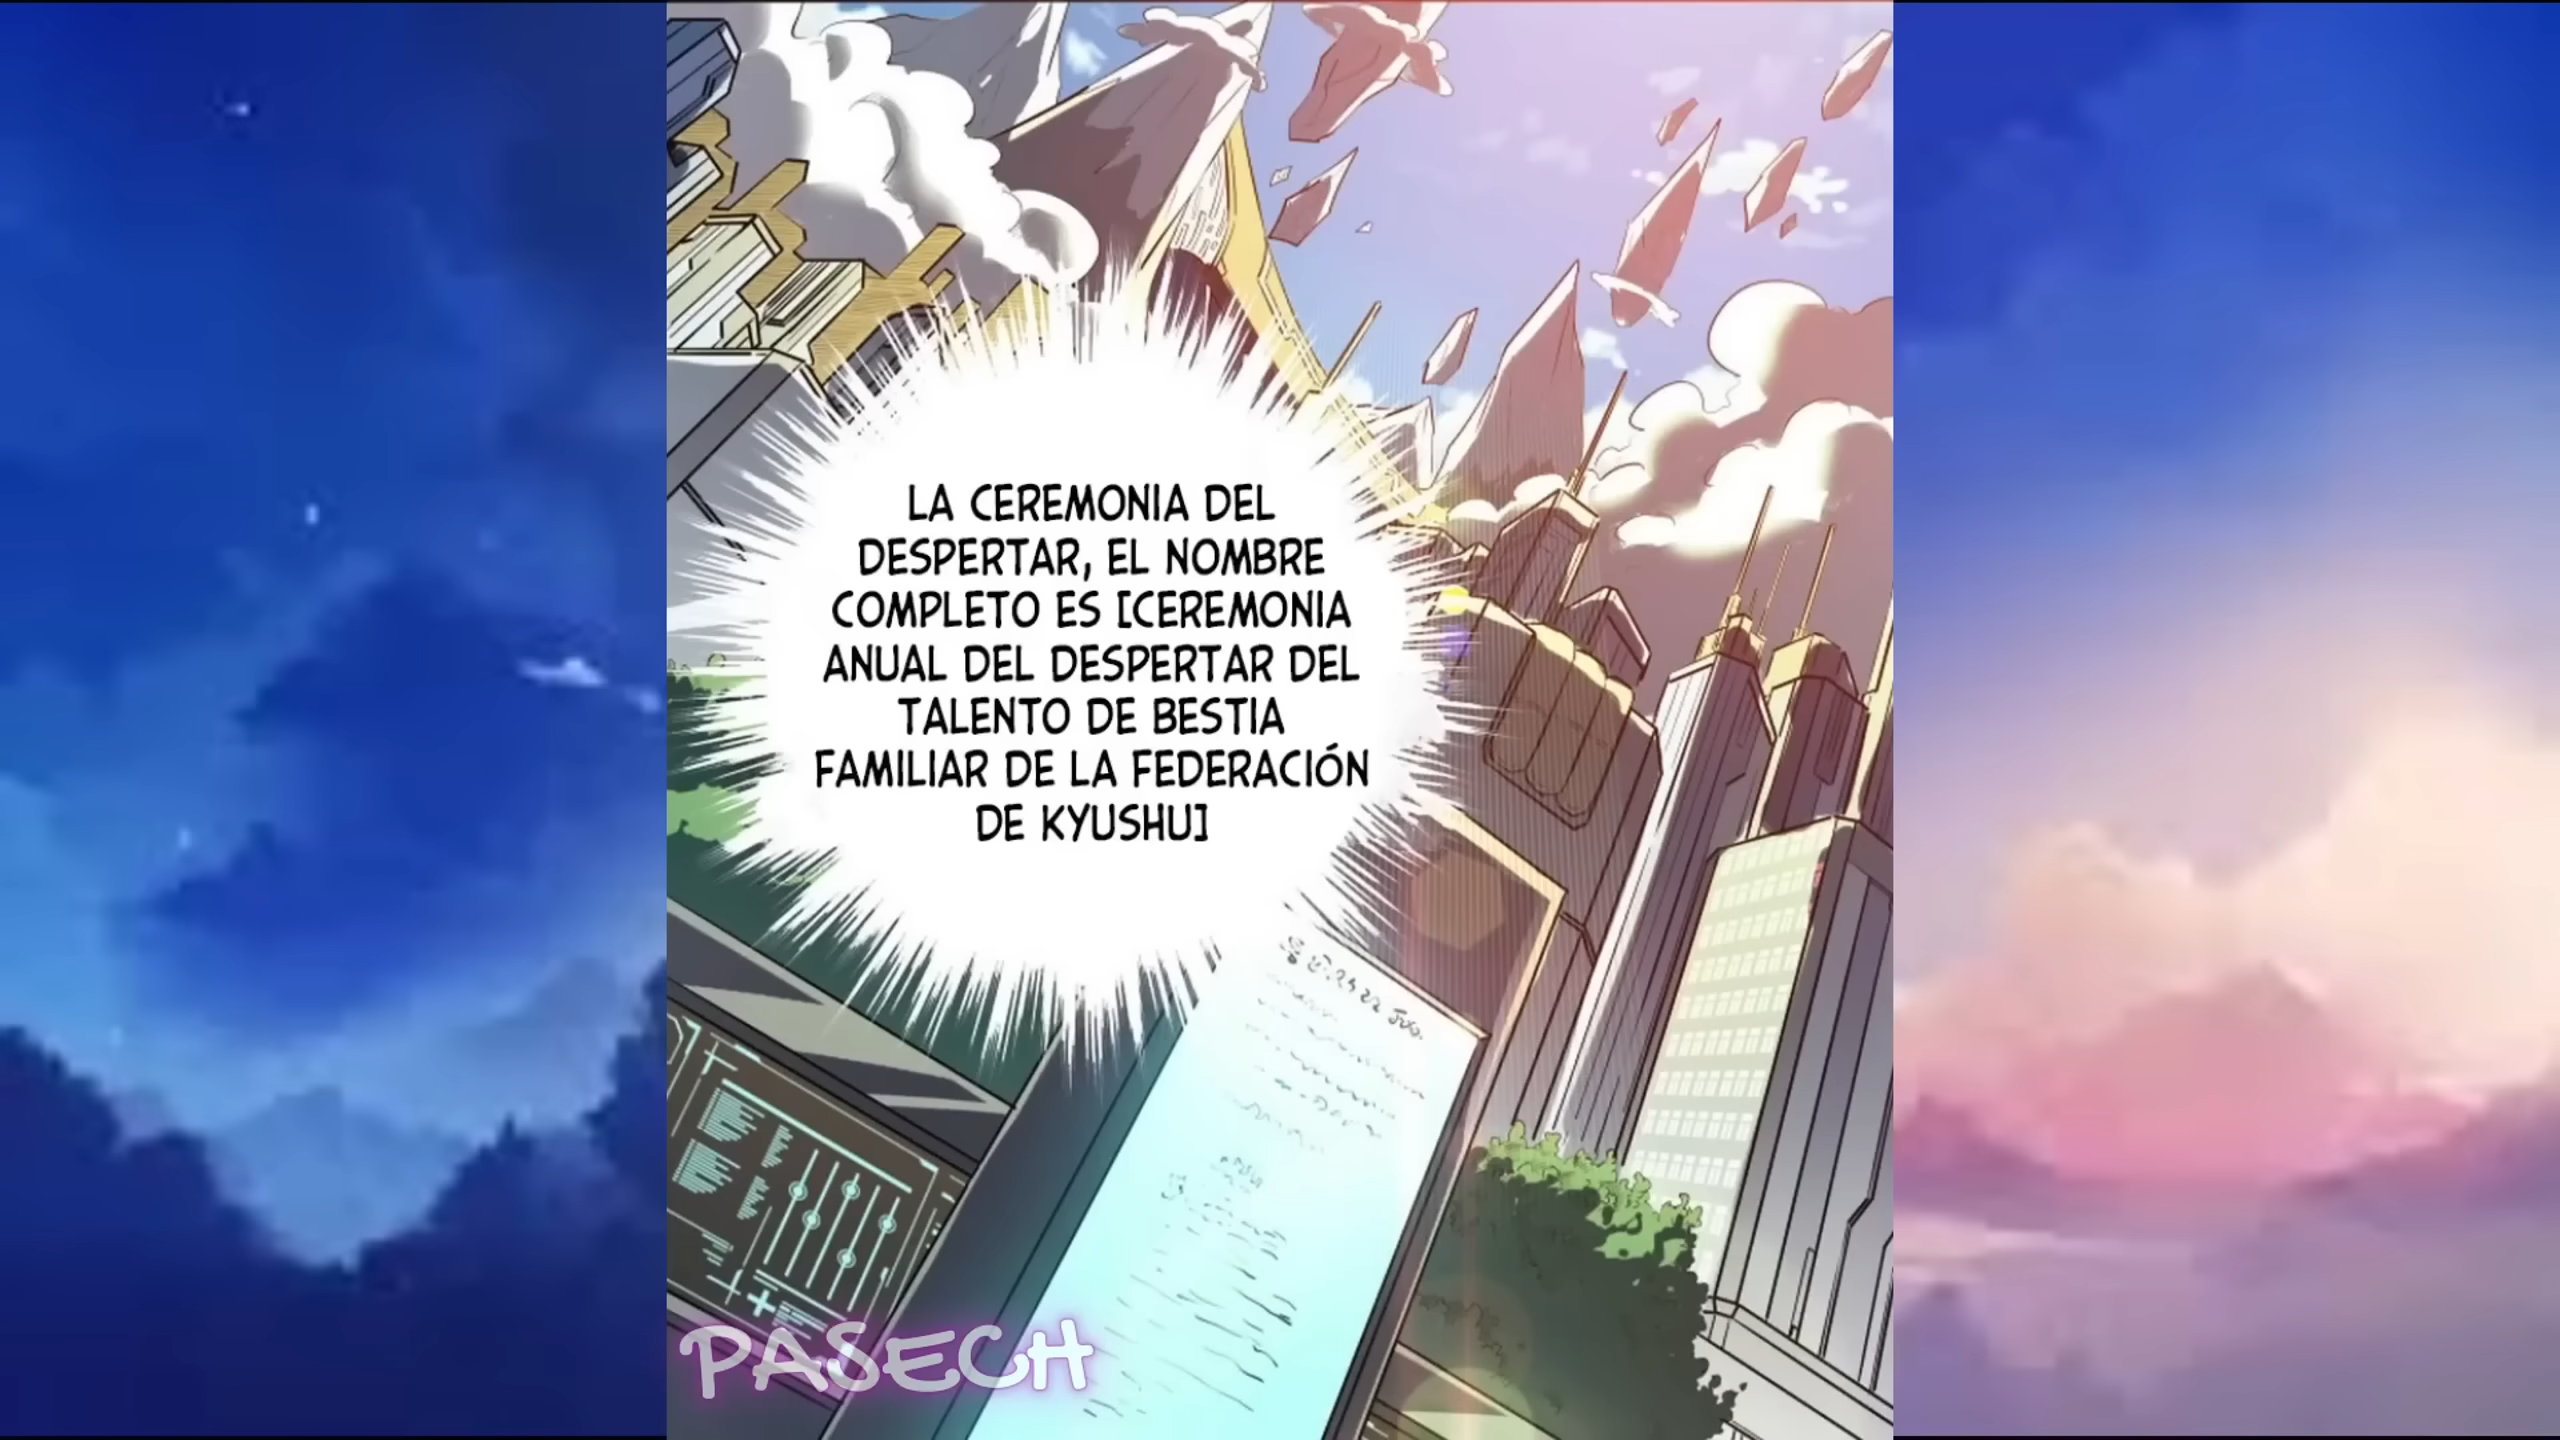 LA CEREMONIA DEL
DESPERTAR, EL NOMBRE
COMPLETO ES [CEREMONIA
ANUAL DEL DESPERTAR DEL
TALENTO DE BESTIA
FAMILIAR DE LA FEDERACIÓN
DE KYUSHU]
PASECH